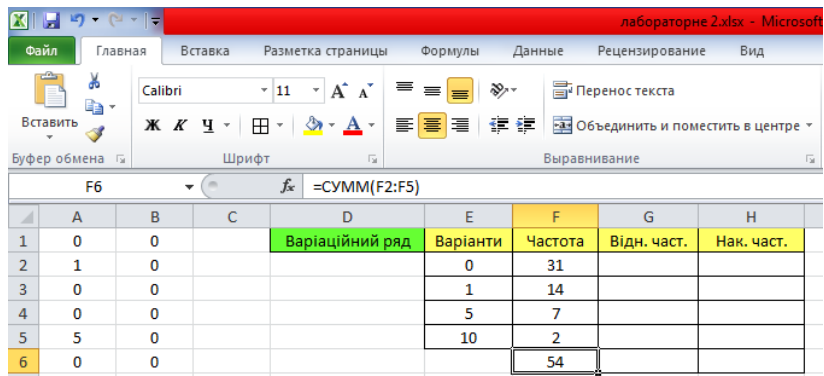 лабораторне 2.xlsx - Microsoft
Файл Главная Вставка Разметка страницы Формулы Данные Рецензирование Вид
Вставить
Calibri 11 A A Перенос текста
Ж К Ч А Объединить и поместить в центре
Буфер обмена Шрифт Выравнивание
F6 fx =СУММ(F2:F5)
A B C D E F G H
1 0 0 Варіаційний ряд Варіанти Частота Відн. част. Нак. част.
2 1 0 0 31
3 0 0 1 14
4 0 0 5 7
5 5 0 10 2
6 0 0 54